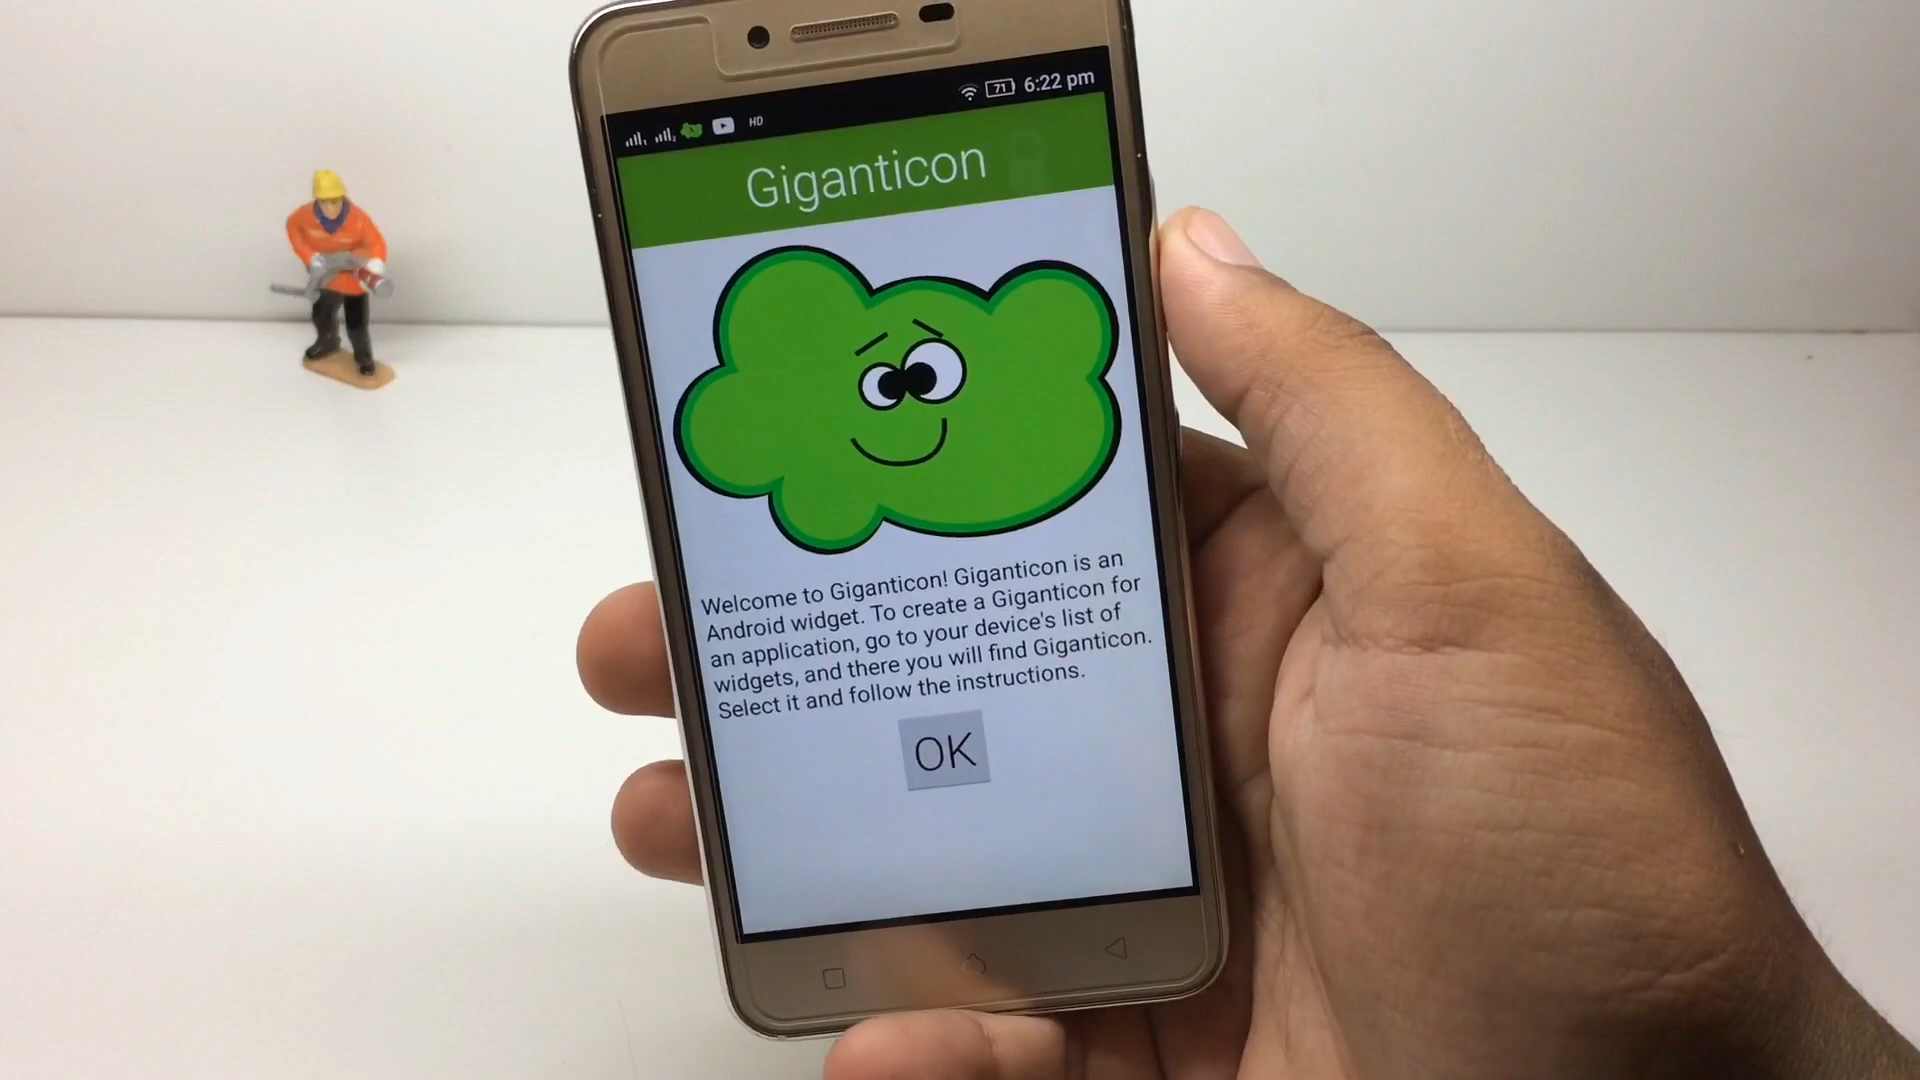 HD 71 6:22 pm
Giganticon
Welcome to Giganticon! Giganticon is an
Android widget. To create a Giganticon for
an application, go to your device's list of
widgets, and there you will find Giganticon.
Select it and follow the instructions.
OK